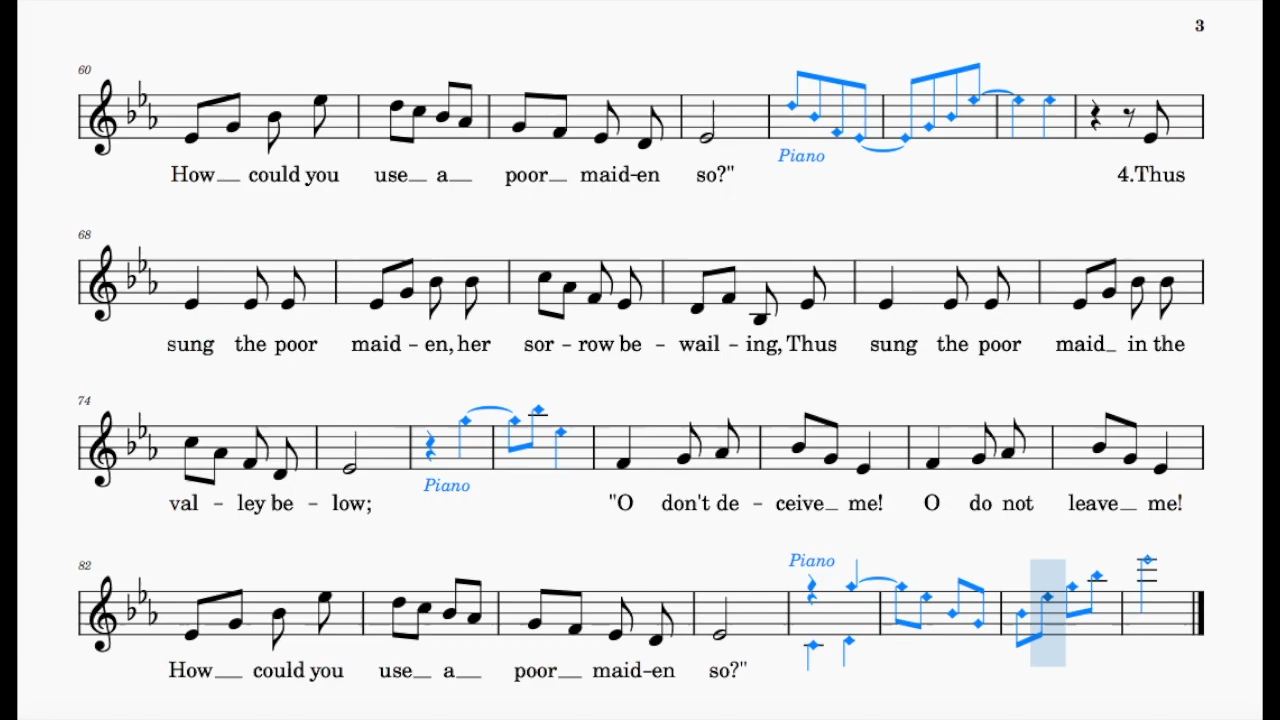 3
60
Piano
How__ could you use__ a__ poor__ maid-en so?" 4.Thus
68
sung the poor maid - en, her sor - row be - wail - ing, Thus sung the poor maid_ in the
74
Piano
val - ley be - low; "O don't de - ceive_ me! O do not leave__ me!
82
Piano
How__ could you use__ a__ poor__ maid-en so?"